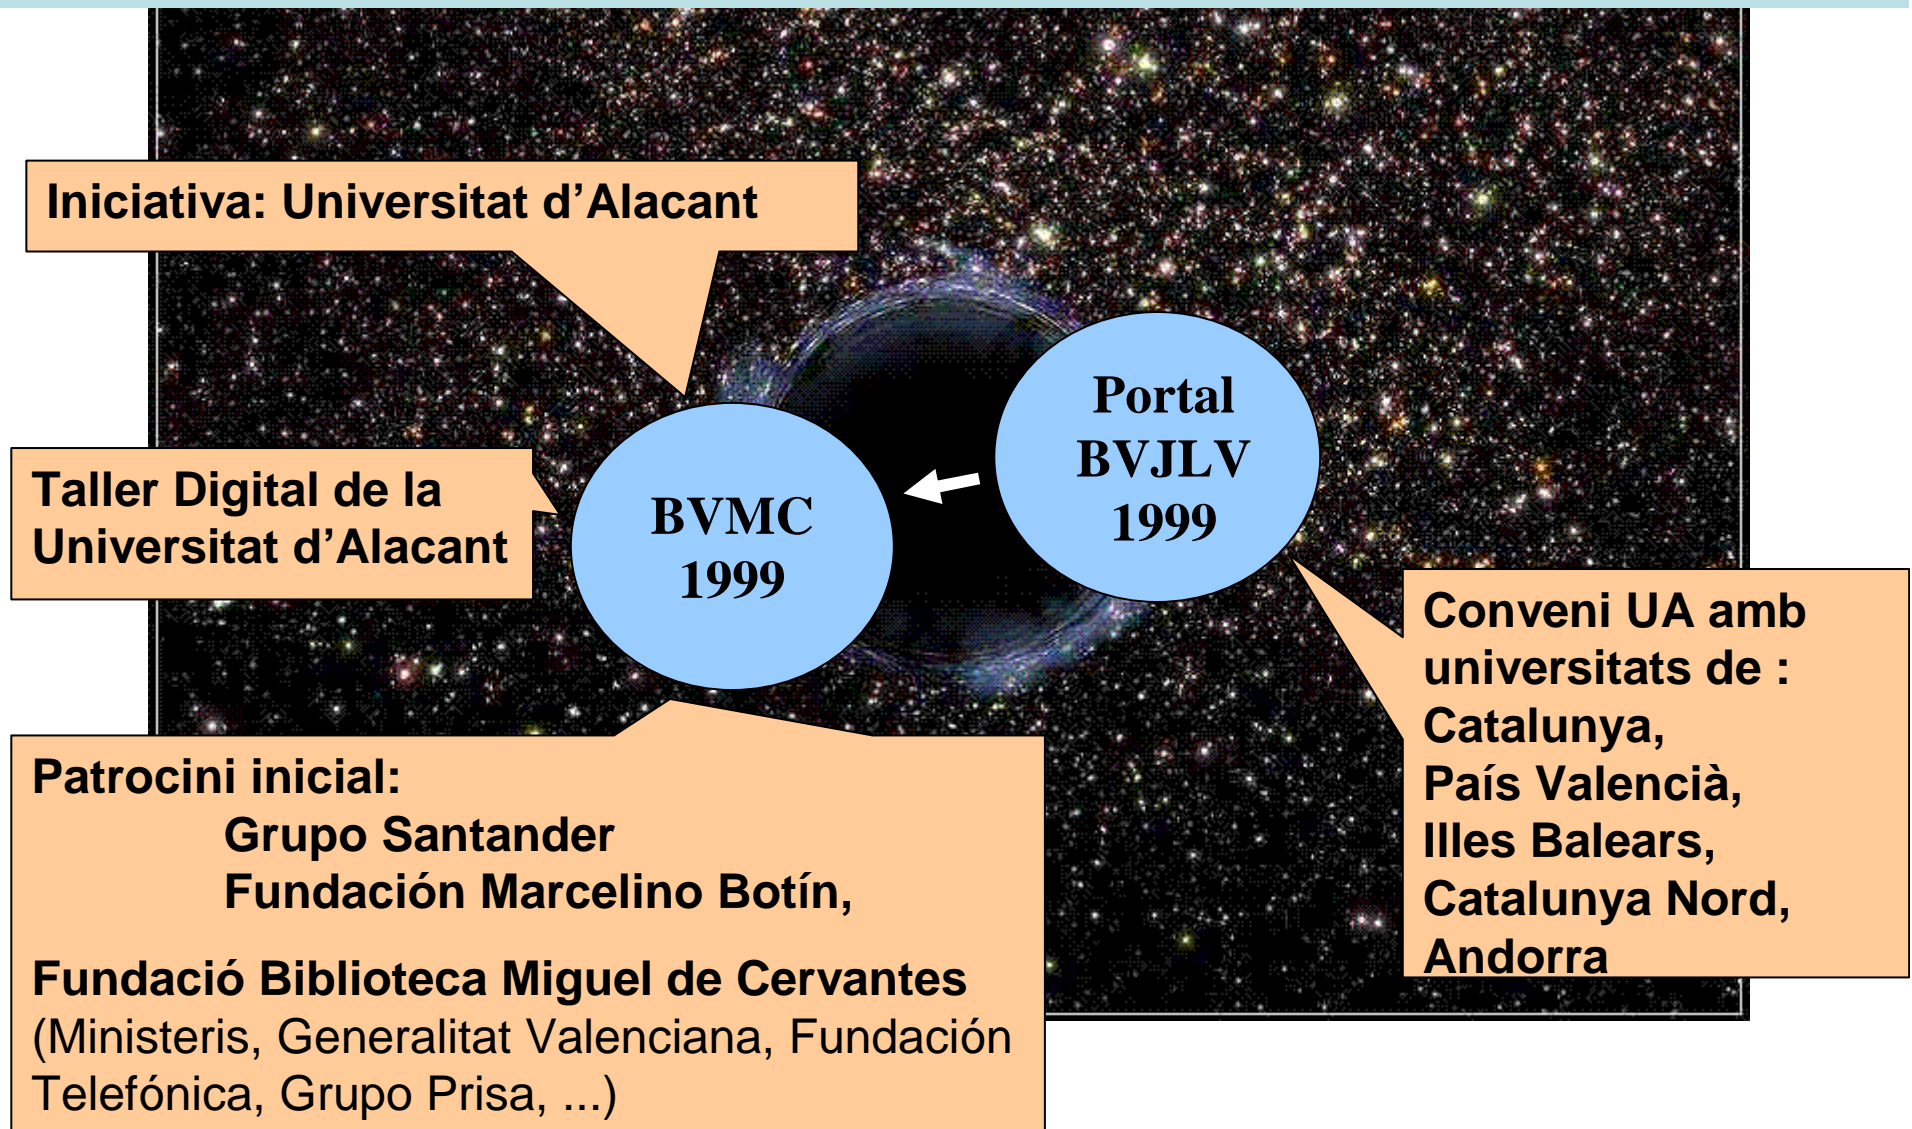 Iniciativa: Universitat d’Alacant
Portal
BVJLV
1999
Taller Digital de la
Universitat d’Alacant
BVMC
1999
Conveni UA amb
universitats de :
Catalunya,
País Valencià,
Illes Balears,
Catalunya Nord,
Andorra
Patrocini inicial:
Grupo Santander
Fundación Marcelino Botín,
Fundació Biblioteca Miguel de Cervantes
(Ministeris, Generalitat Valenciana, Fundación
Telefónica, Grupo Prisa, ...)